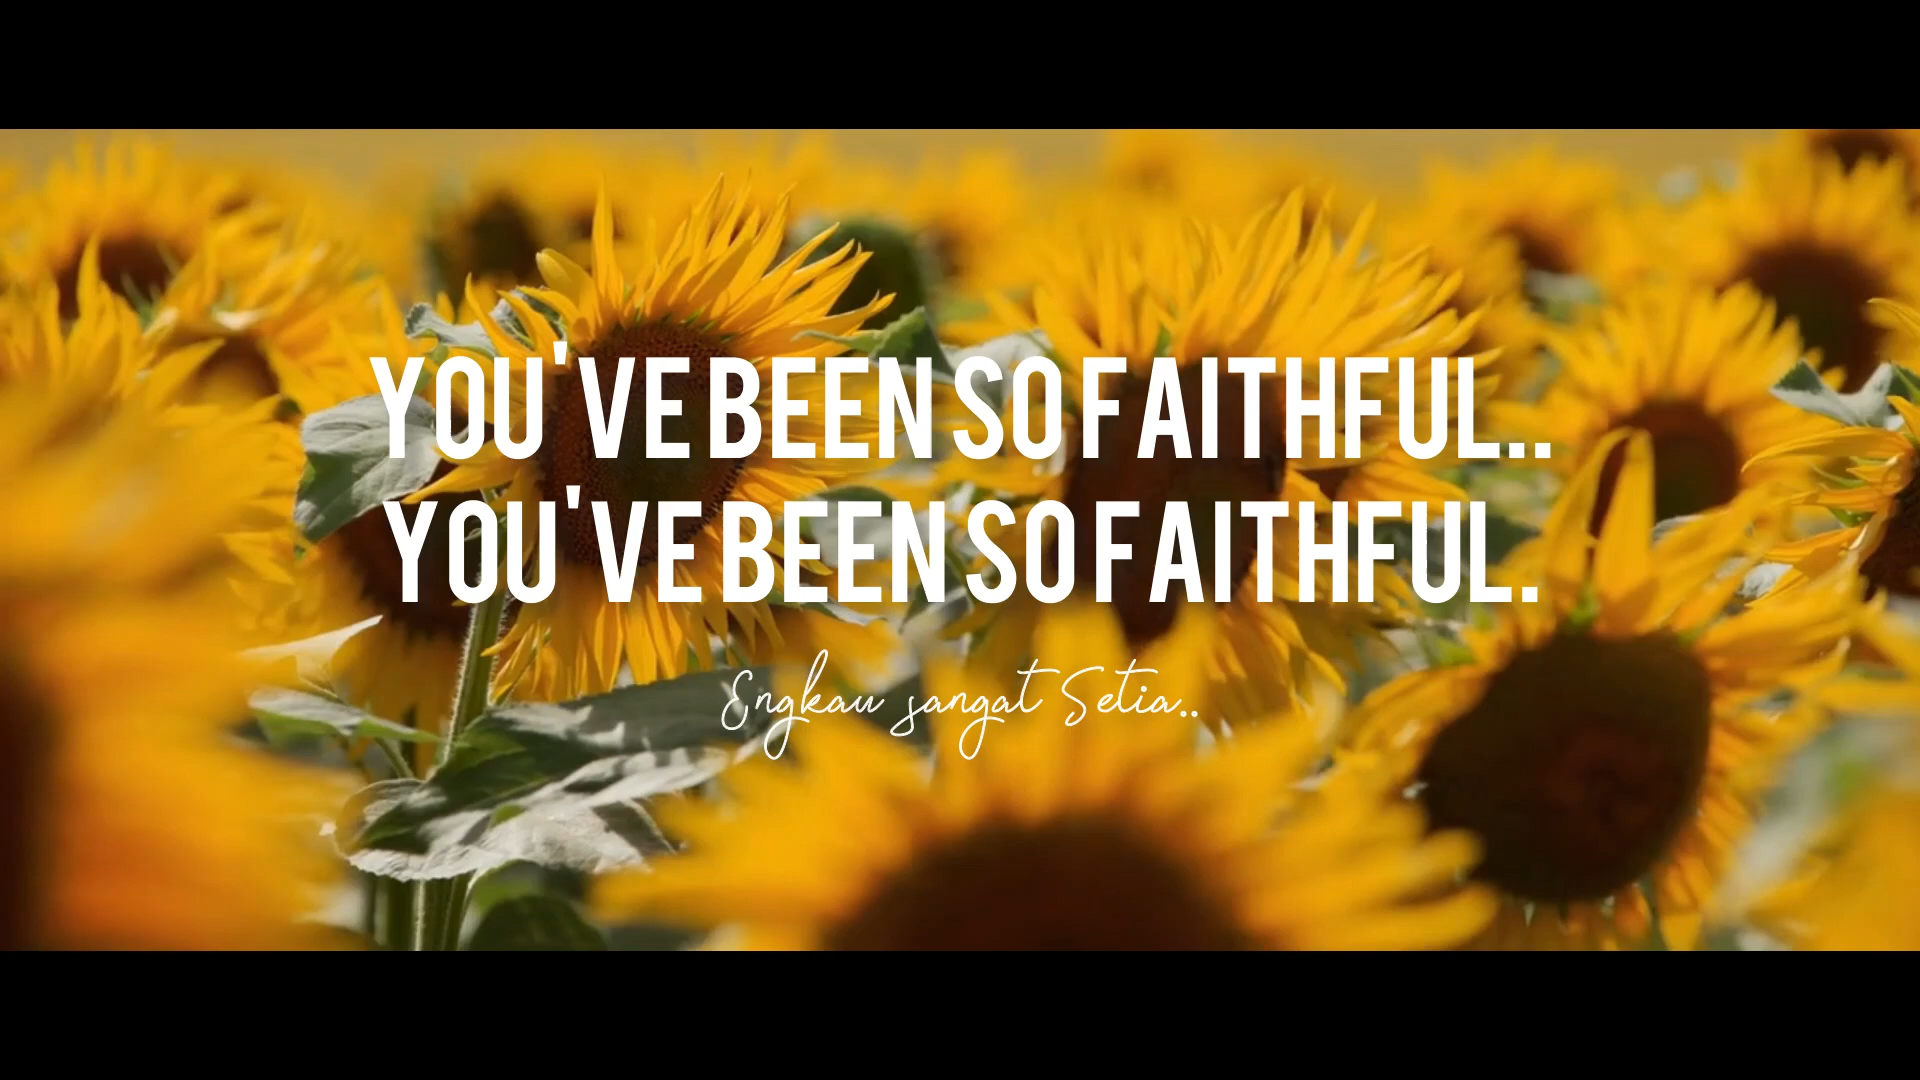 YOU'VE BEEN SO FAITHFUL..
YOU'VE BEEN SO FAITHFUL.
Engkau sangat Setia..